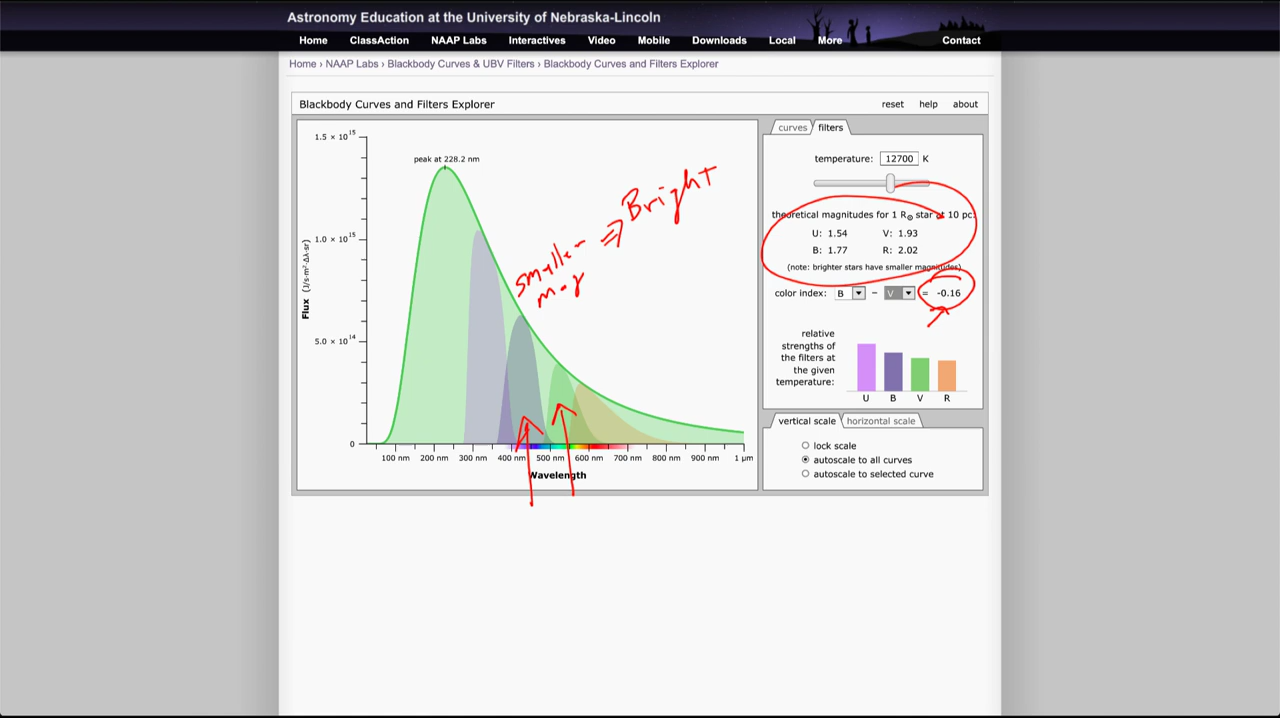 Astronomy Education at the University of Nebraska-Lincoln
Home ClassAction NAAP Labs Interactives Video Mobile Downloads Local More Contact
Home › NAAP Labs › Blackbody Curves & UBV Filters › Blackbody Curves and Filters Explorer
Blackbody Curves and Filters Explorer reset help about
1.5 × 10^15
1.0 × 10^15
5.0 × 10^14
0
Flux (J/s·m²·Δλ·sr)
peak at 228.2 nm
smaller
mag
⇒ Bright
100 nm 200 nm 300 nm 400 nm 500 nm 600 nm 700 nm 800 nm 900 nm 1 μm
Wavelength
curves filters
temperature: 12700 K
theoretical magnitudes for 1 R⊙ star at 10 pc:
U: 1.54 V: 1.93
B: 1.77 R: 2.02
(note: brighter stars have smaller magnitudes)
color index: B - V = -0.16
relative
strengths of
the filters at
the given
temperature:
U B V R
vertical scale horizontal scale
lock scale
autoscale to all curves
autoscale to selected curve